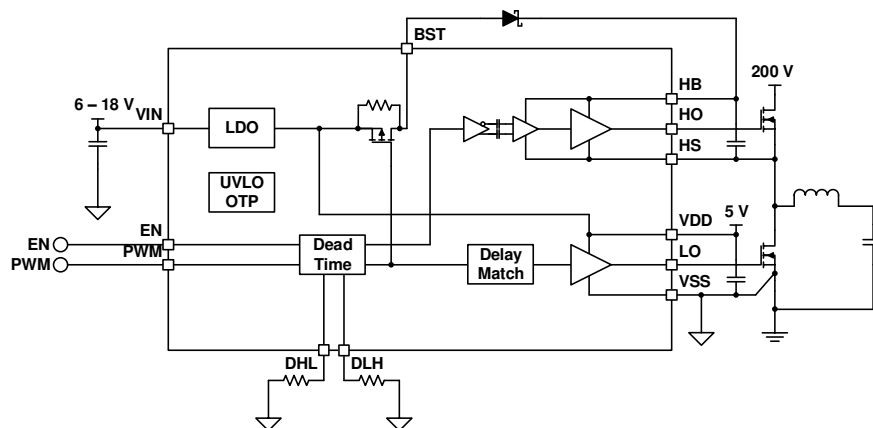 BST
200 V
6 – 18 V
VIN
LDO
HB
HO
HS
UVLO
OTP
5 V
VDD
EN
EN
PWM
PWM
Dead
Time
Delay
Match
LO
VSS
DHL
DLH